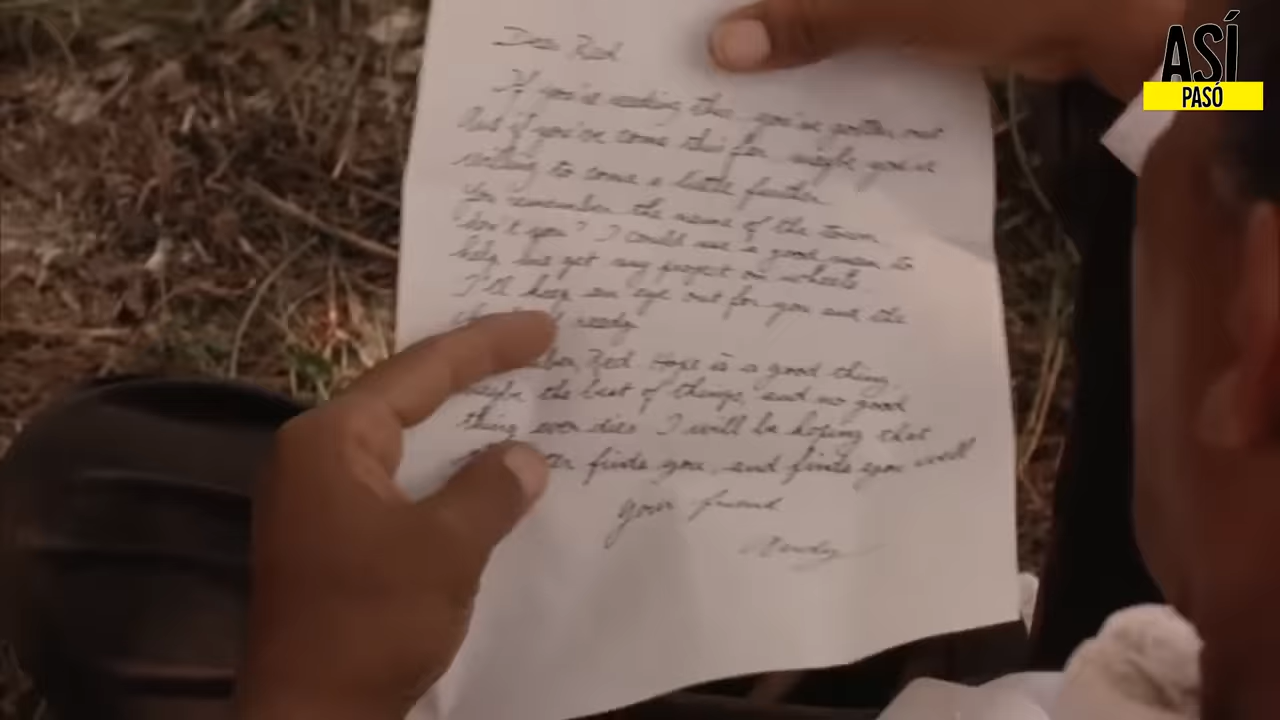 Dear Red
If you're reading this, you've gotten out
And if you've come this far, maybe you're
willing to come a little further.
You remember the name of the town,
don't you? I could use a good man to
help me get my project on wheels.
I'll keep an eye out for you and the
ready
Red. Hope is a good thing,
maybe the best of things, and no good
thing ever dies. I will be hoping that
finds you, and finds you well
Your friend
Andy
ASÍ
PASÓ